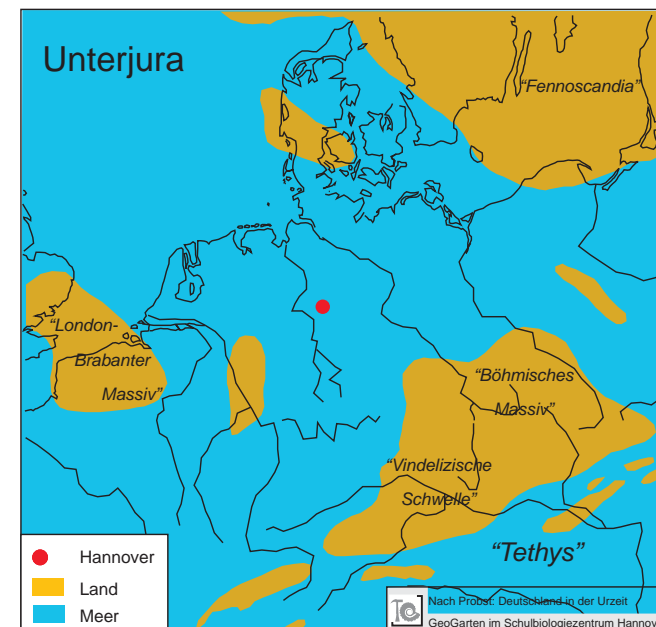 Unterjura
“Fennoscandia”
“London-
Brabanter
Massiv”
“Böhmisches
Massiv”
“Vindelizische
Schwelle”
“Tethys”
Hannover
Land
Meer
Nach Probst: Deutschland in der Urzeit
GeoGarten im Schulbiologiezentrum Hannov